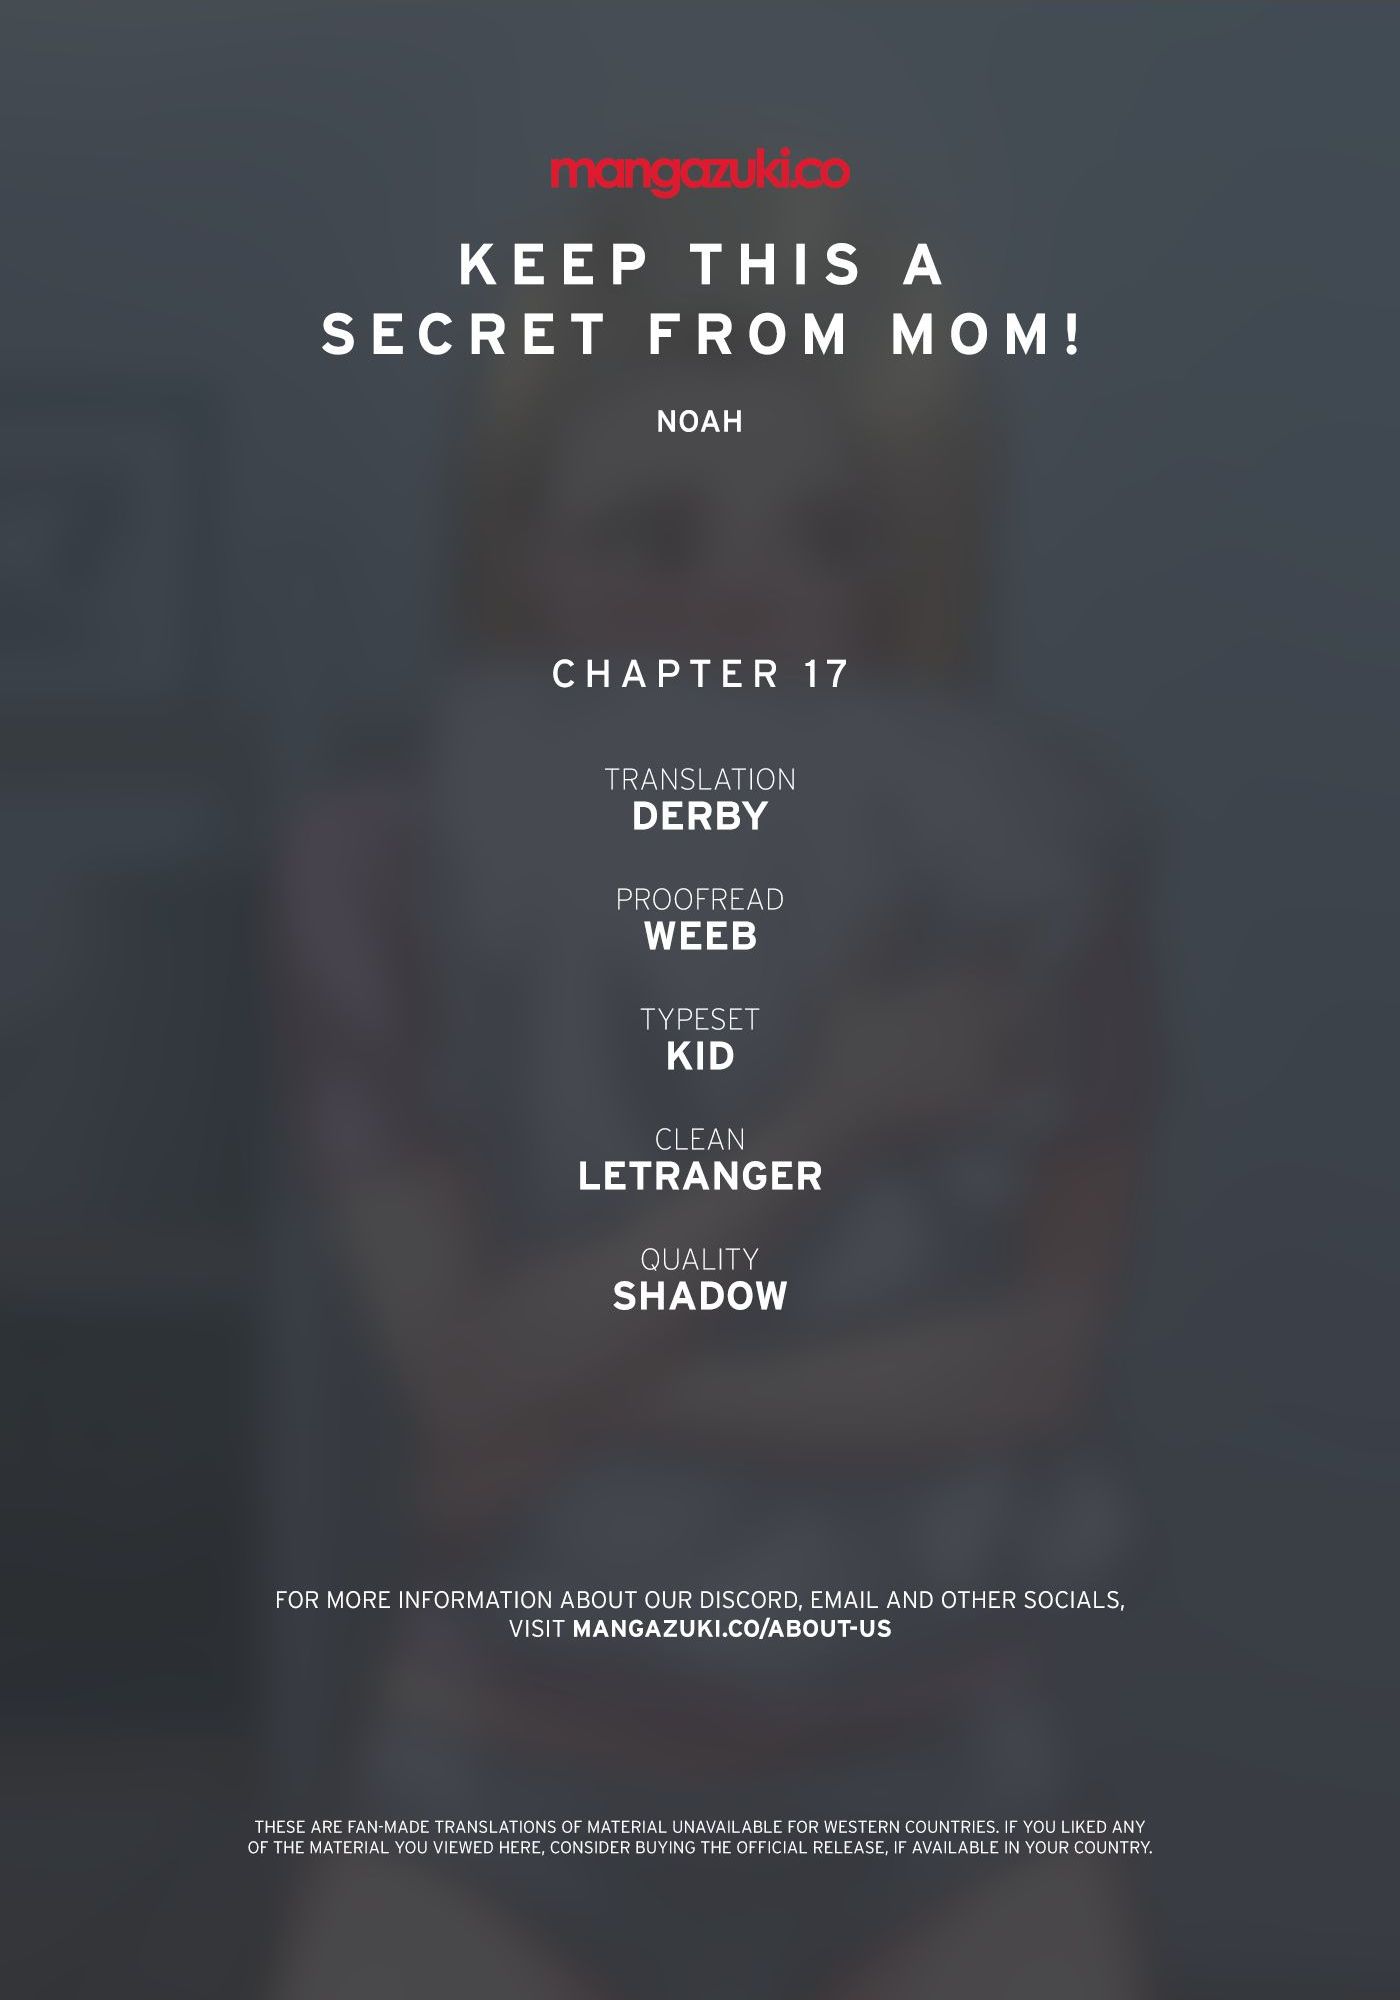 mangazuki.co
KEEP THIS A
SECRET FROM MOM!
NOAH
CHAPTER 17
TRANSLATION
DERBY
PROOFREAD
WEEB
TYPESET
KID
CLEAN
LETRANGER
QUALITY
SHADOW
FOR MORE INFORMATION ABOUT OUR DISCORD, EMAIL AND OTHER SOCIALS,
VISIT MANGAZUKI.CO/ABOUT-US
THESE ARE FAN-MADE TRANSLATIONS OF MATERIAL UNAVAILABLE FOR WESTERN COUNTRIES. IF YOU LIKED ANY
OF THE MATERIAL YOU VIEWED HERE, CONSIDER BUYING THE OFFICIAL RELEASE, IF AVAILABLE IN YOUR COUNTRY.